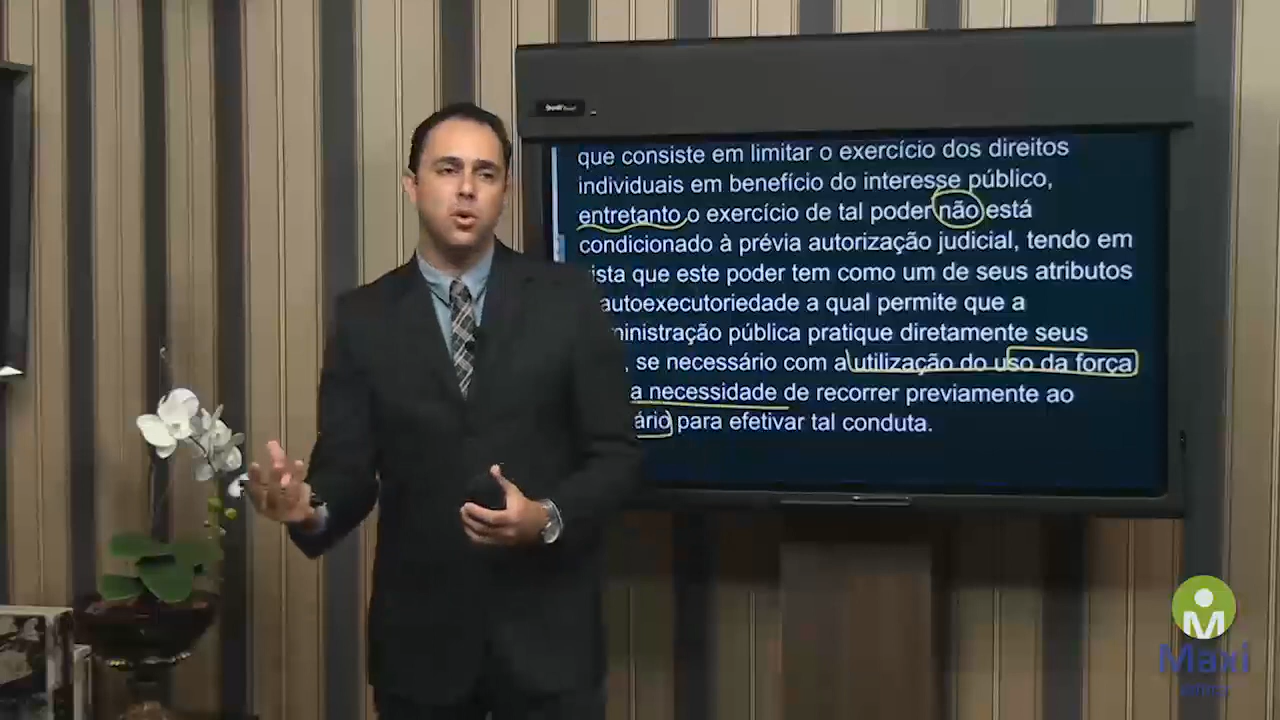 que consiste em limitar o exercício dos direitos
individuais em benefício do interesse público,
entretanto o exercício de tal poder não está
condicionado à prévia autorização judicial, tendo em
ista que este poder tem como um de seus atributos
autoexecutoriedade a qual permite que a
ministração pública pratique diretamente seus
, se necessário com a utilização do uso da força
a necessidade de recorrer previamente ao
ário para efetivar tal conduta.
M
Maxi